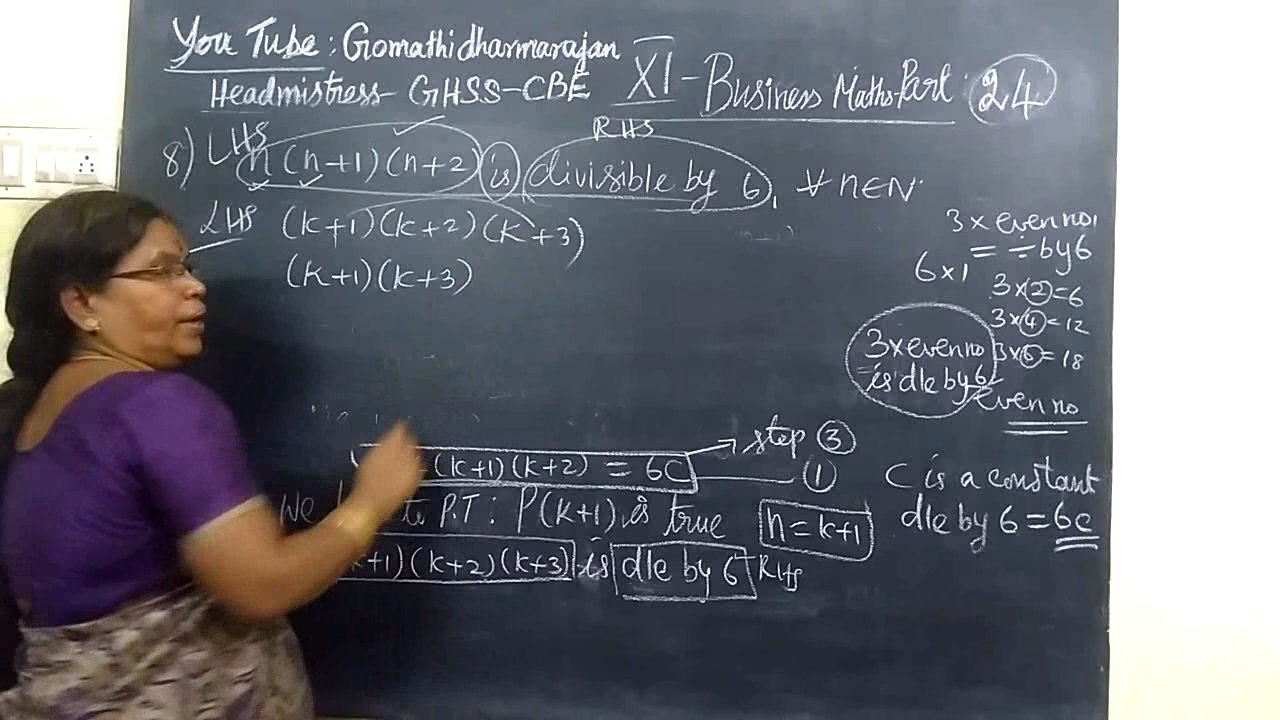 You Tube : Gomathidharmarajan
Headmistress- GHSS-CBE
XI - Business Maths-Part 24
8) LHS RHS
n (n+1)(n+2) is divisible by 6, ∀ n∈N.
LHS (k+1)(k+2)(k+3)
(k+1)(k+3)
3 x even no,
= ÷ by 6
6 x 1
3 x 2 = 6
3 x 4 = 12
3 x 6 = 18
3 x even no
is dle by 6
even no
(k+1)(k+2) = 6C
step 3
1
We to P.T : P(k+1) is true n = k+1
k+1)(k+2)(k+3) is dle by 6 RHS
C is a constant
dle by 6 = 6c